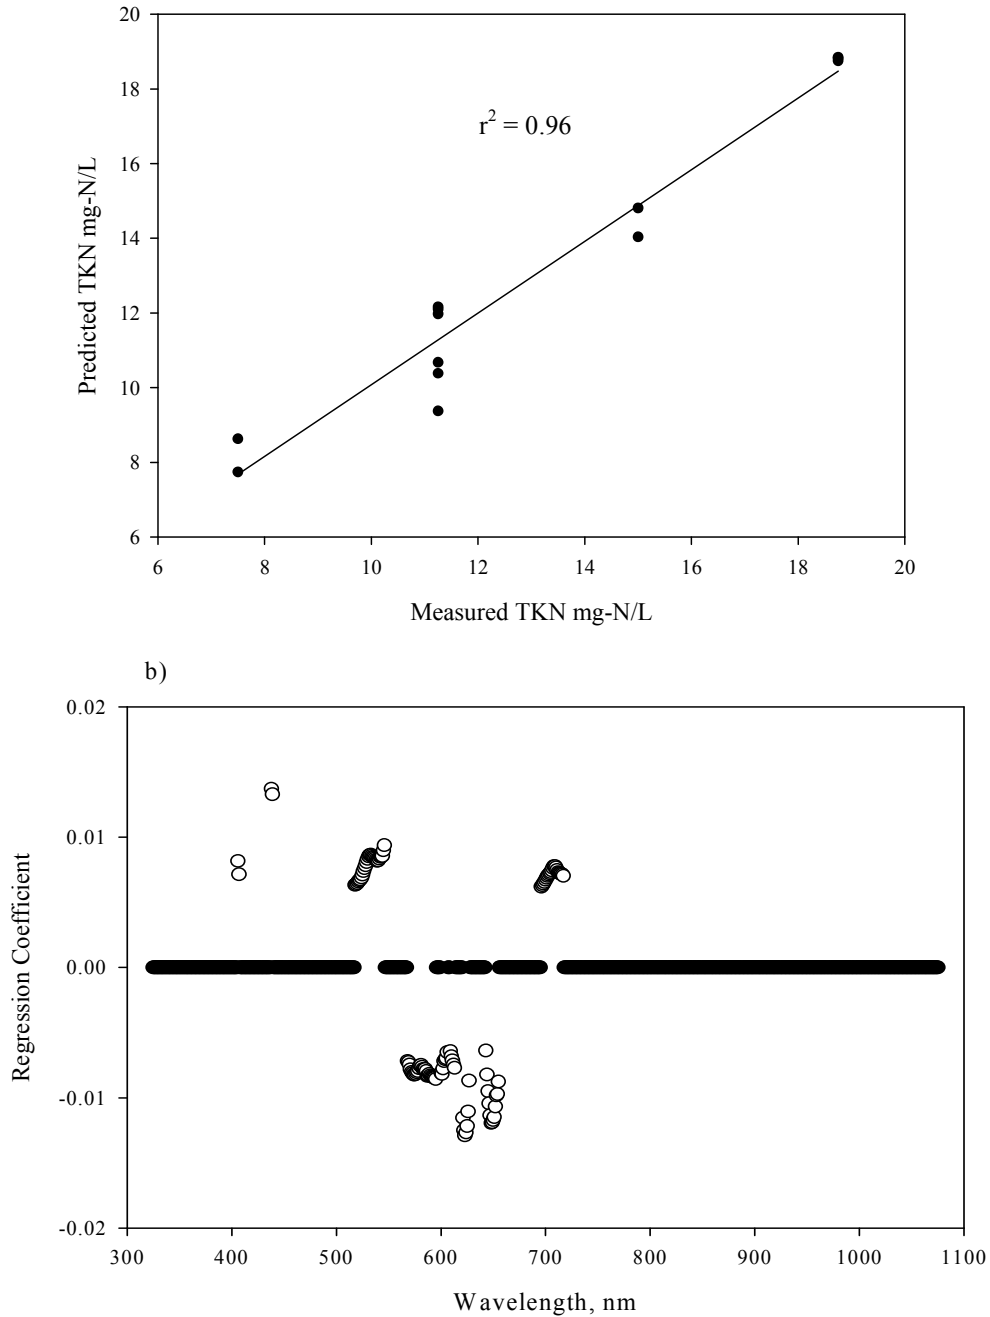 20
18
16
14
12
10
8
6
Predicted TKN mg-N/L
r² = 0.96
6 8 10 12 14 16 18 20
Measured TKN mg-N/L
b)
0.02
0.01
0.00
-0.01
-0.02
Regression Coefficient
300 400 500 600 700 800 900 1000 1100
Wavelength, nm